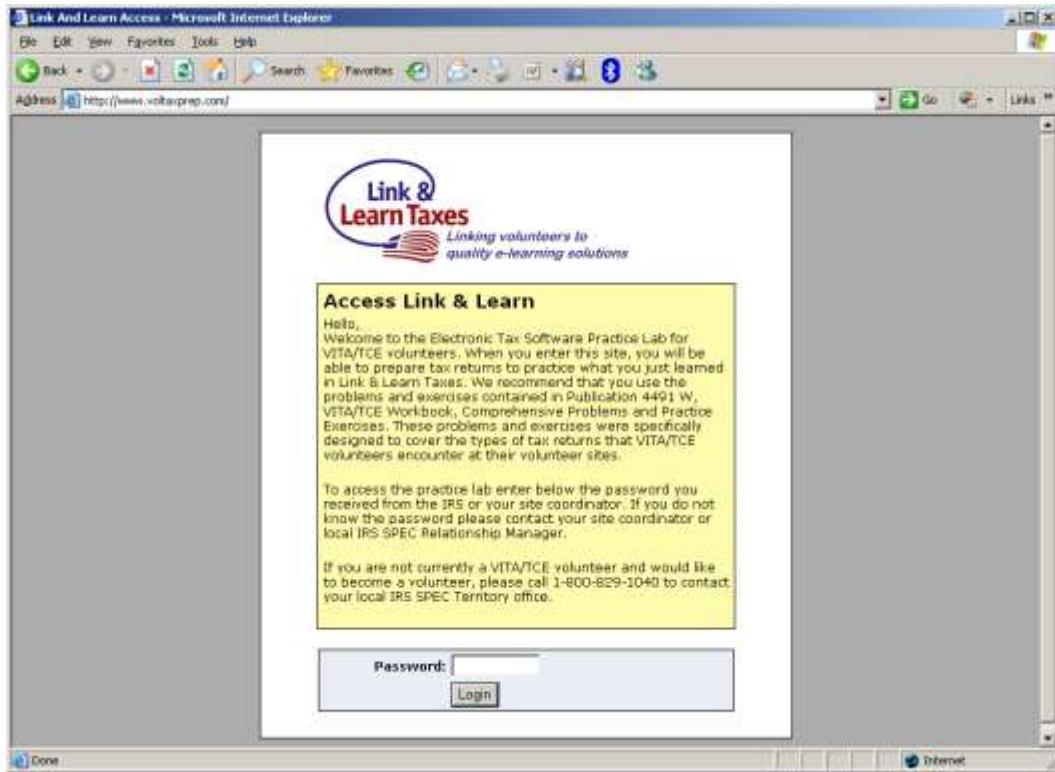 Link And Learn Access - Microsoft Internet Explorer
File Edit View Favorites Tools Help
Back Search Favorites
Address http://www.voltaxprep.com/ Go Links
Link &
Learn Taxes
Linking volunteers to
quality e-learning solutions
Access Link & Learn
Hello,
Welcome to the Electronic Tax Software Practice Lab for
VITA/TCE volunteers. When you enter this site, you will be
able to prepare tax returns to practice what you just learned
in Link & Learn Taxes. We recommend that you use the
problems and exercises contained in Publication 4491 W,
VITA/TCE Workbook, Comprehensive Problems and Practice
Exercises. These problems and exercises were specifically
designed to cover the types of tax returns that VITA/TCE
volunteers encounter at their volunteer sites.
To access the practice lab enter below the password you
received from the IRS or your site coordinator. If you do not
know the password please contact your site coordinator or
local IRS SPEC Relationship Manager.
If you are not currently a VITA/TCE volunteer and would like
to become a volunteer, please call 1-800-829-1040 to contact
your local IRS SPEC Territory office.
Password:
Login
Done Internet